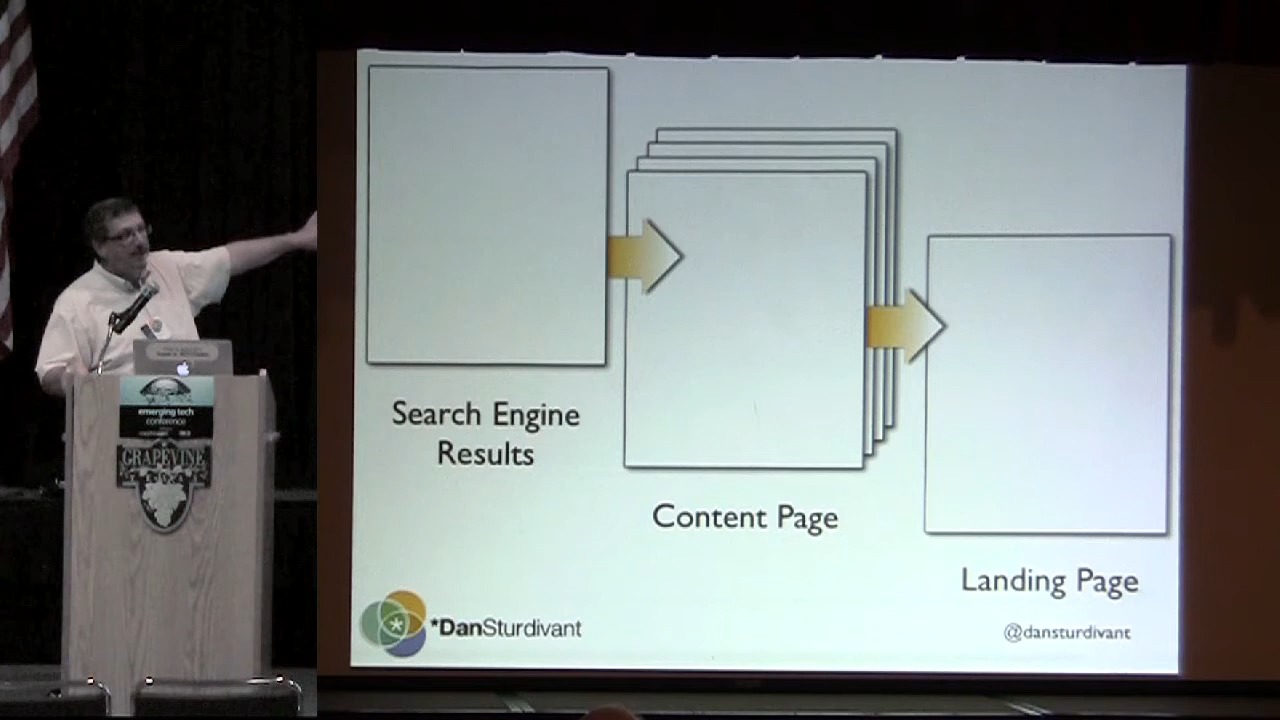 Search Engine
Results
Content Page
Landing Page
*DanSturdivant
@dansturdivant
emerging tech
conference
GRAPEVINE